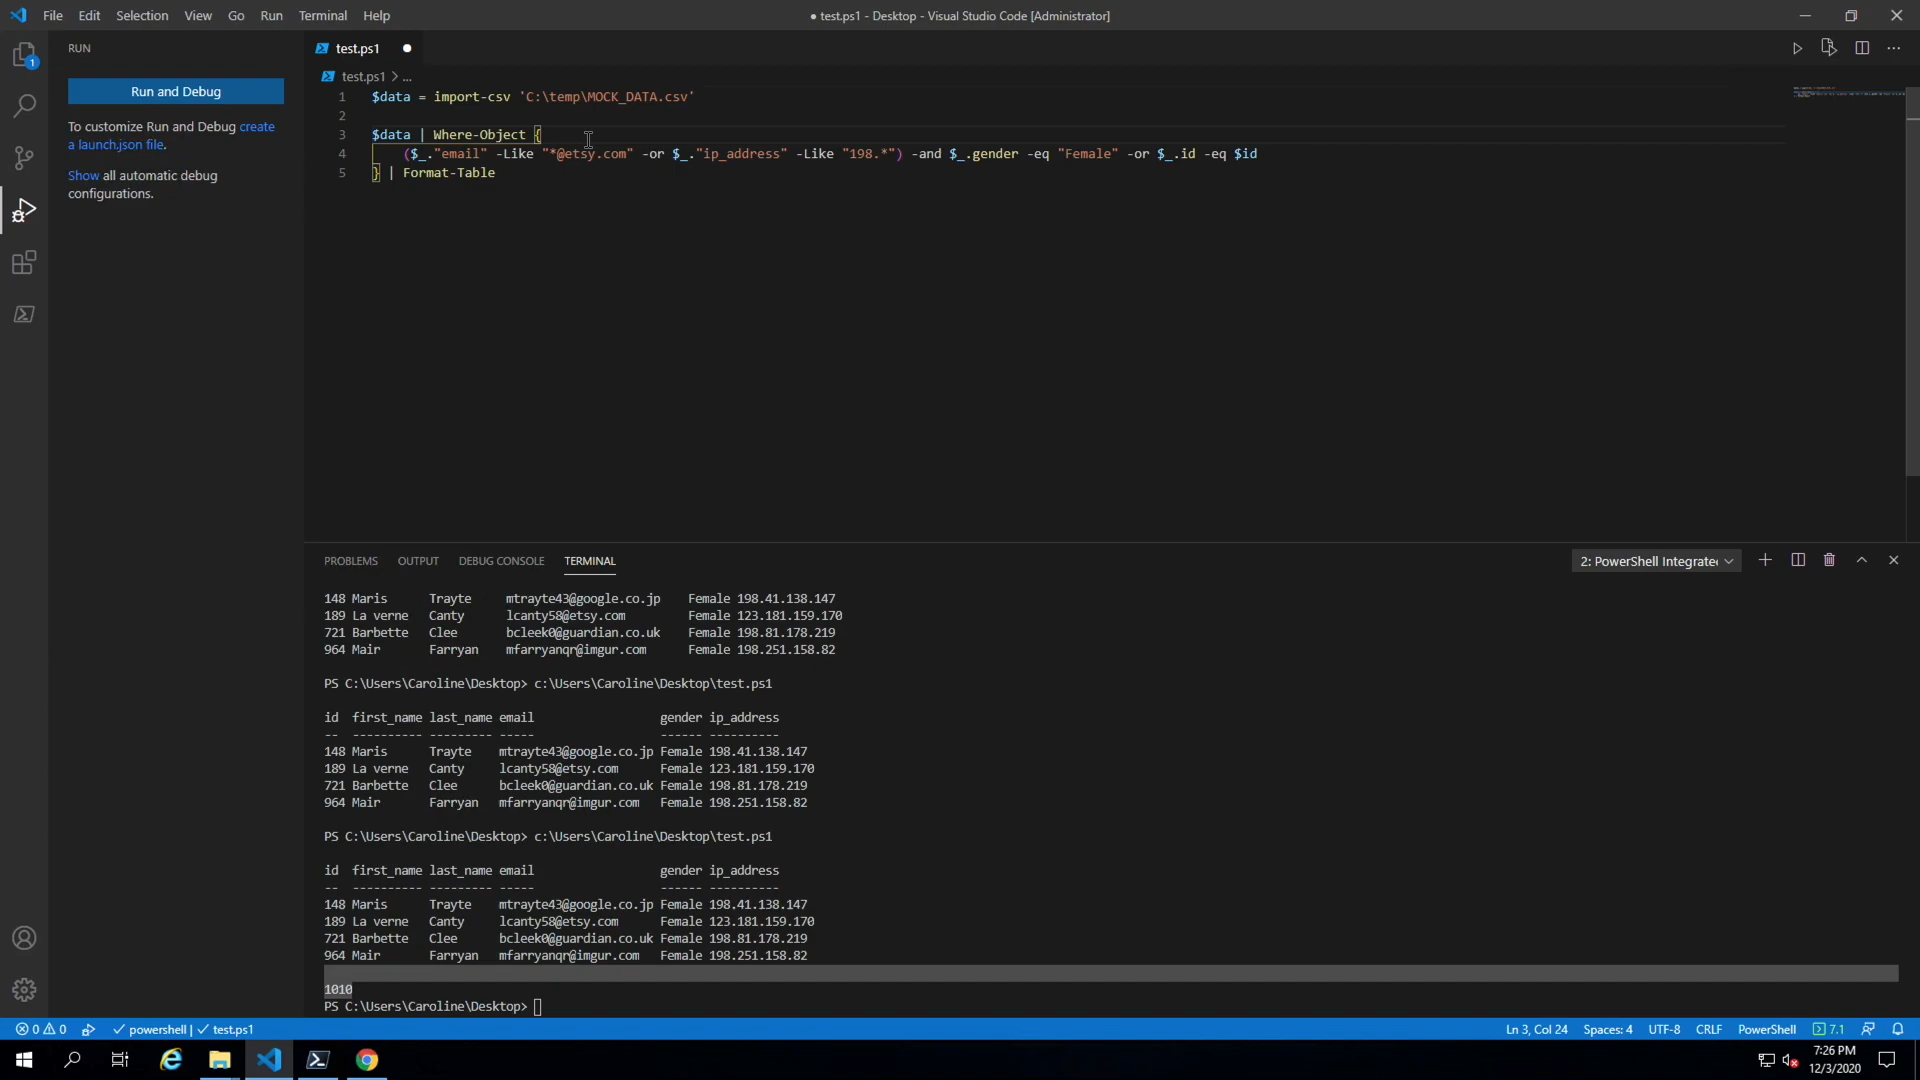 File Edit Selection View Go Run Terminal Help
● test.ps1 - Desktop - Visual Studio Code [Administrator]
RUN
Run and Debug
To customize Run and Debug create
a launch.json file.
Show all automatic debug
configurations.
1
test.ps1 ●
test.ps1 > ...
1 $data = import-csv 'C:\temp\MOCK_DATA.csv'
2
3 $data | Where-Object {
4 ($_."email" -Like "*@etsy.com" -or $_."ip_address" -Like "198.*") -and $_.gender -eq "Female" -or $_.id -eq $id
5 } | Format-Table
PROBLEMS OUTPUT DEBUG CONSOLE TERMINAL
2: PowerShell Integrated
148 Maris Trayte mtrayte43@google.co.jp Female 198.41.138.147
189 La verne Canty lcanty58@etsy.com Female 123.181.159.170
721 Barbette Clee bcleek0@guardian.co.uk Female 198.81.178.219
964 Mair Farryan mfarryanqr@imgur.com Female 198.251.158.82
PS C:\Users\Caroline\Desktop> c:\Users\Caroline\Desktop\test.ps1
id first_name last_name email gender ip_address
-- ---------- --------- ----- ------ ----------
148 Maris Trayte mtrayte43@google.co.jp Female 198.41.138.147
189 La verne Canty lcanty58@etsy.com Female 123.181.159.170
721 Barbette Clee bcleek0@guardian.co.uk Female 198.81.178.219
964 Mair Farryan mfarryanqr@imgur.com Female 198.251.158.82
PS C:\Users\Caroline\Desktop> c:\Users\Caroline\Desktop\test.ps1
id first_name last_name email gender ip_address
-- ---------- --------- ----- ------ ----------
148 Maris Trayte mtrayte43@google.co.jp Female 198.41.138.147
189 La verne Canty lcanty58@etsy.com Female 123.181.159.170
721 Barbette Clee bcleek0@guardian.co.uk Female 198.81.178.219
964 Mair Farryan mfarryanqr@imgur.com Female 198.251.158.82
1010
PS C:\Users\Caroline\Desktop>
0 0 powershell | test.ps1
Ln 3, Col 24 Spaces: 4 UTF-8 CRLF PowerShell 7.1
7:26 PM
12/3/2020